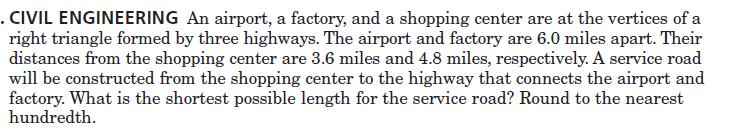 . CIVIL ENGINEERING An airport, a factory, and a shopping center are at the vertices of a
right triangle formed by three highways. The airport and factory are 6.0 miles apart. Their
distances from the shopping center are 3.6 miles and 4.8 miles, respectively. A service road
will be constructed from the shopping center to the highway that connects the airport and
factory. What is the shortest possible length for the service road? Round to the nearest
hundredth.